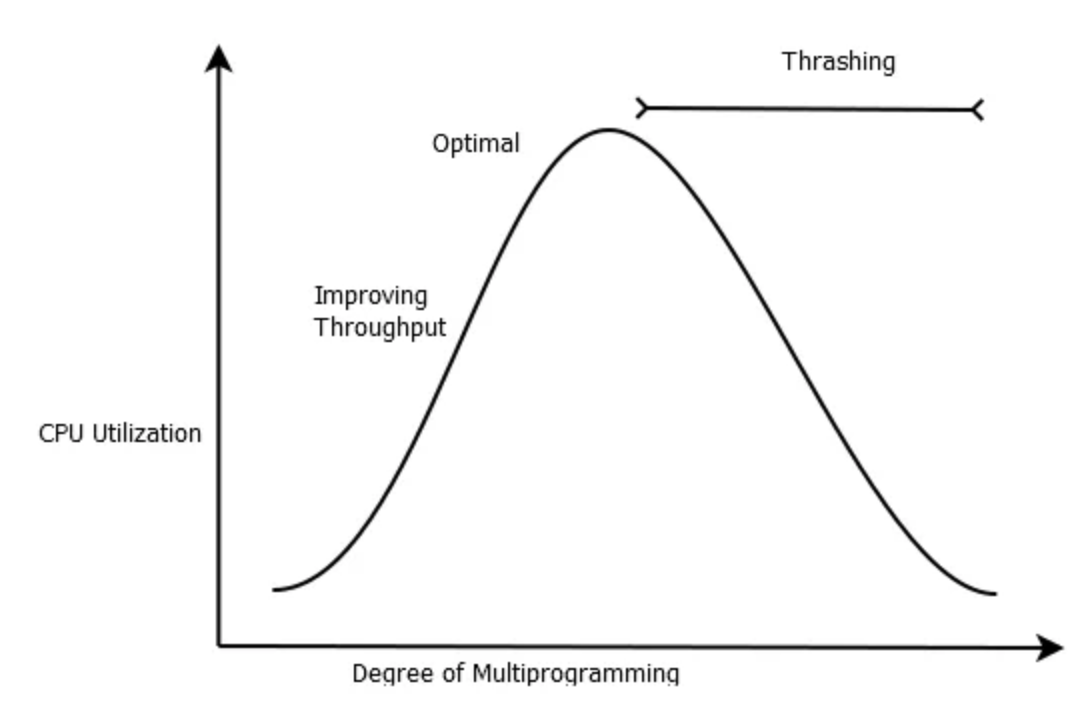 Thrashing
Optimal
Improving
Throughput
CPU Utilization
Degree of Multiprogramming